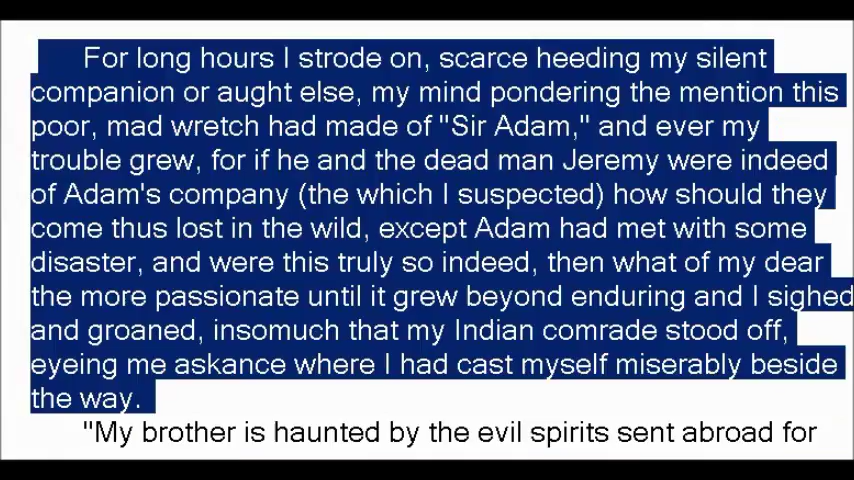 For long hours I strode on, scarce heeding my silent
companion or aught else, my mind pondering the mention this
poor, mad wretch had made of "Sir Adam," and ever my
trouble grew, for if he and the dead man Jeremy were indeed
of Adam's company (the which I suspected) how should they
come thus lost in the wild, except Adam had met with some
disaster, and were this truly so indeed, then what of my dear
the more passionate until it grew beyond enduring and I sighed
and groaned, insomuch that my Indian comrade stood off,
eyeing me askance where I had cast myself miserably beside
the way.
"My brother is haunted by the evil spirits sent abroad for